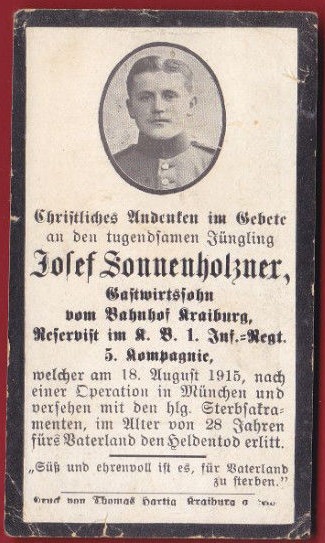 Christliches Andenken im Gebete
an den tugendsamen Jüngling
Josef Sonnenholzner,
Gastwirtssohn
vom Bahnhof Kraiburg,
Reservist im K. B. 1. Inf.=Regt.
5. Kompagnie,
welcher am 18. August 1915, nach
einer Operation in München und
versehen mit den hlg. Sterbsakra-
menten, im Alter von 28 Jahren
fürs Vaterland den Heldentod erlitt.
„Süß und ehrenvoll ist es, für Vaterland
zu sterben."
Druck von Thomas Hartig Kraiburg a